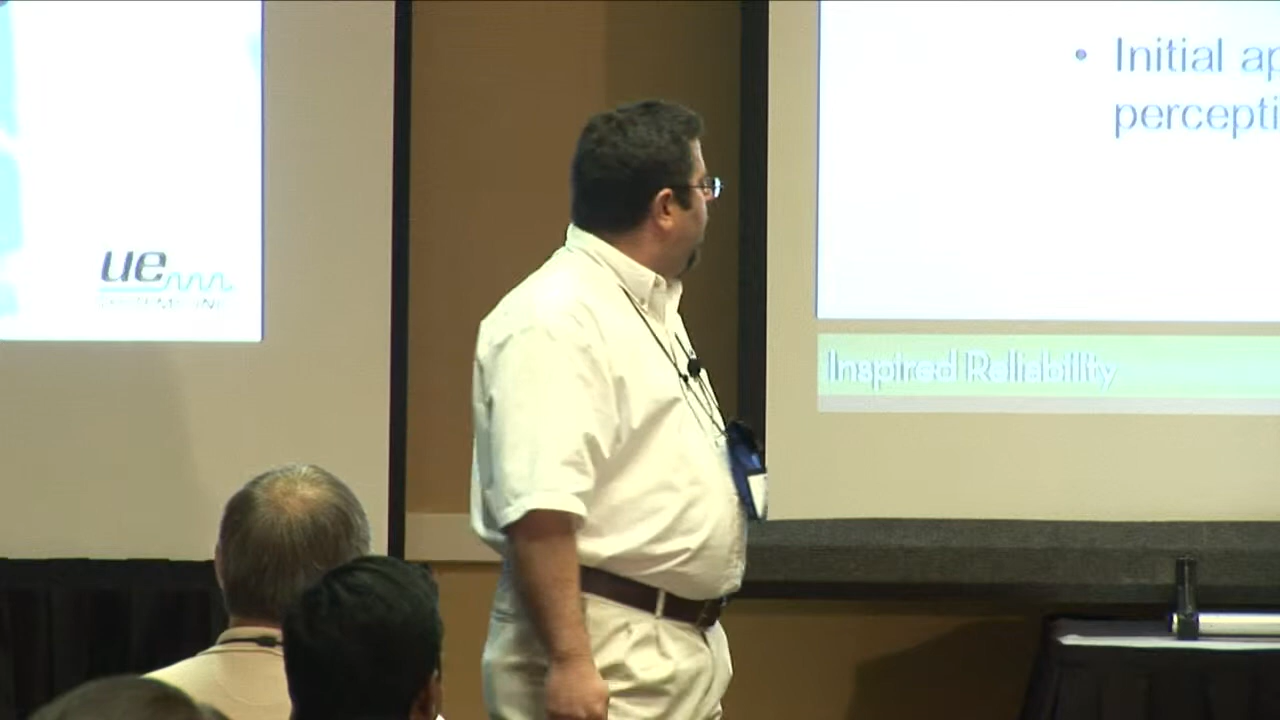 ue
• Initial ap
percepti
Inspired Reliability